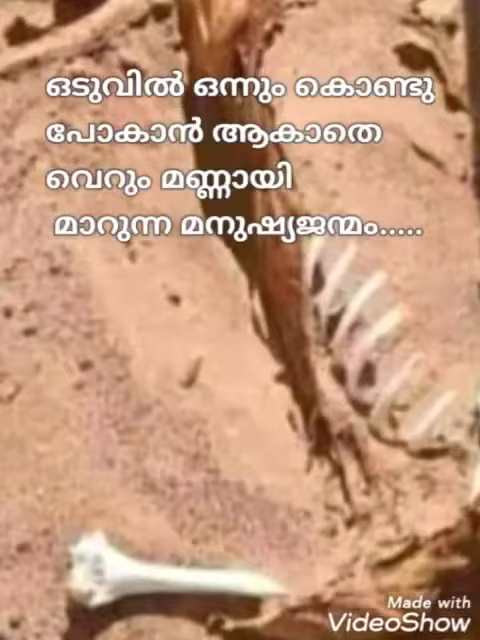 ഒടുവിൽ ഒന്നും കൊണ്ടു
പോകാൻ ആകാതെ
വെറും മണ്ണായി
മാറുന്ന മനുഷ്യജന്മം.....
Made with
VideoShow